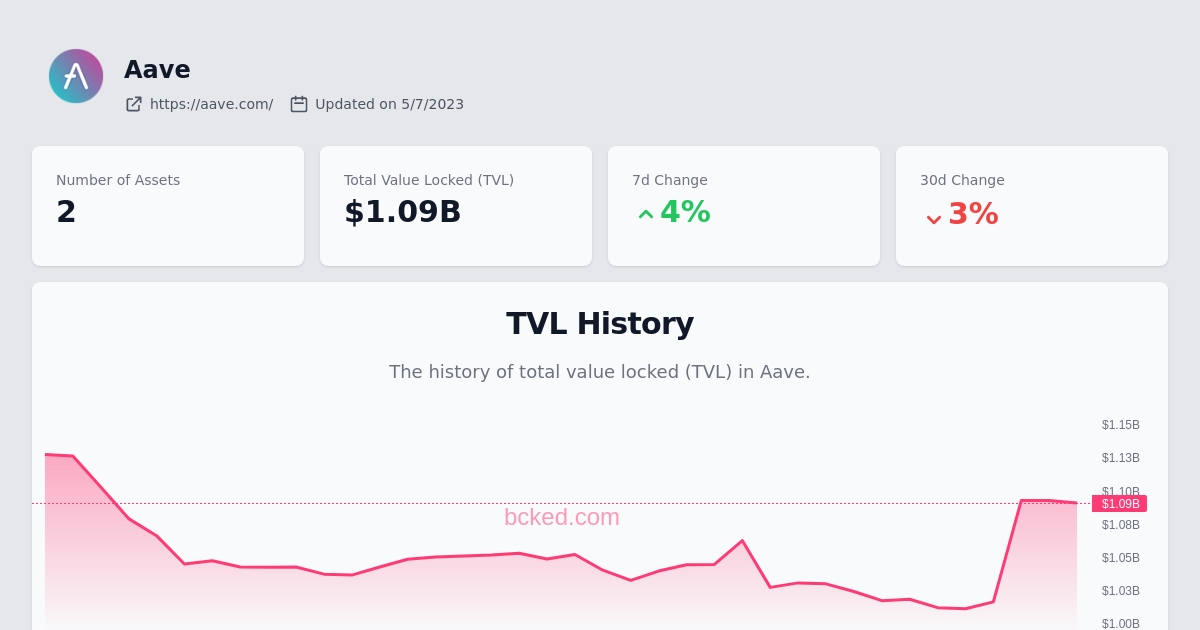 Aave
https://aave.com/ Updated on 5/7/2023
Number of Assets
2
Total Value Locked (TVL)
$1.09B
7d Change
4%
30d Change
3%
TVL History
The history of total value locked (TVL) in Aave.
$1.15B
$1.13B
$1.10B
$1.09B
bcked.com
$1.08B
$1.05B
$1.03B
$1.00B